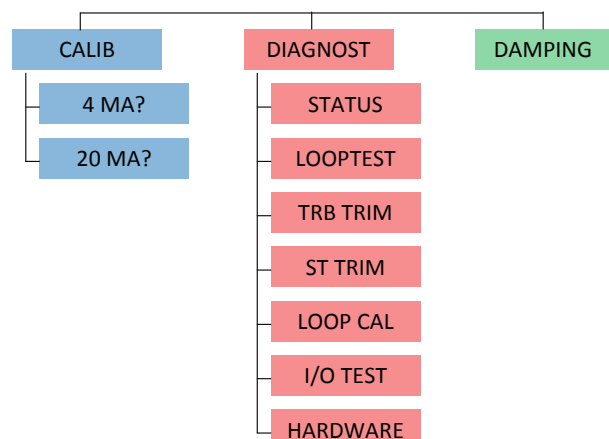 CALIB
DIAGNOST
DAMPING
4 MA?
20 MA?
STATUS
LOOPTEST
TRB TRIM
ST TRIM
LOOP CAL
I/O TEST
HARDWARE